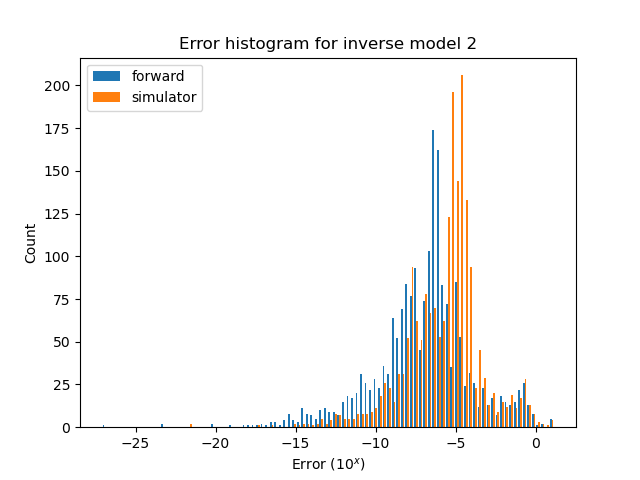 Error histogram for inverse model 2
forward
simulator
200
175
150
125
100
75
50
25
0
Count
−25 −20 −15 −10 −5 0
Error (10^x)